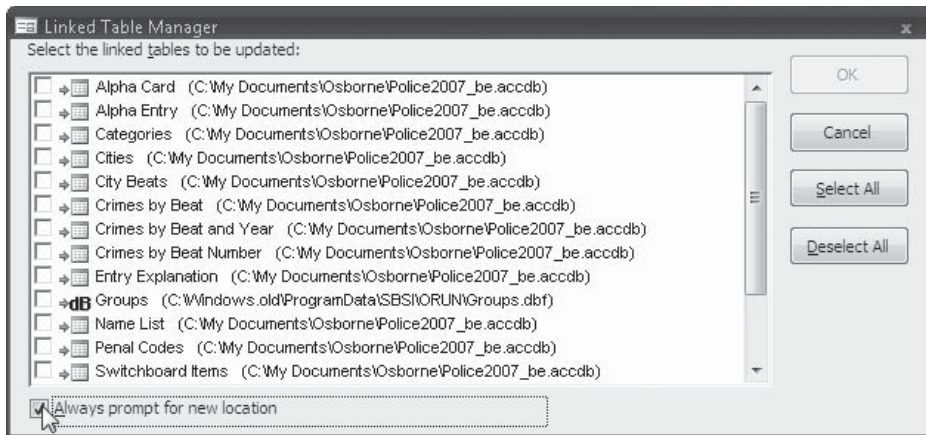 Linked Table Manager
x
Select the linked tables to be updated:
Alpha Card (C:\My Documents\Osborne\Police2007_be.accdb)
Alpha Entry (C:\My Documents\Osborne\Police2007_be.accdb)
Categories (C:\My Documents\Osborne\Police2007_be.accdb)
Cities (C:\My Documents\Osborne\Police2007_be.accdb)
City Beats (C:\My Documents\Osborne\Police2007_be.accdb)
Crimes by Beat (C:\My Documents\Osborne\Police2007_be.accdb)
Crimes by Beat and Year (C:\My Documents\Osborne\Police2007_be.accdb)
Crimes by Beat Number (C:\My Documents\Osborne\Police2007_be.accdb)
Entry Explanation (C:\My Documents\Osborne\Police2007_be.accdb)
dB Groups (C:\Windows.old\ProgramData\SBSI\ORUN\Groups.dbf)
Name List (C:\My Documents\Osborne\Police2007_be.accdb)
Penal Codes (C:\My Documents\Osborne\Police2007_be.accdb)
Switchboard Items (C:\My Documents\Osborne\Police2007_be.accdb)
Always prompt for new location
OK
Cancel
Select All
Deselect All